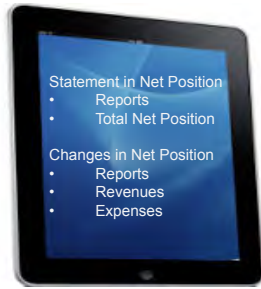 Statement in Net Position
• Reports
• Total Net Position
Changes in Net Position
• Reports
• Revenues
• Expenses